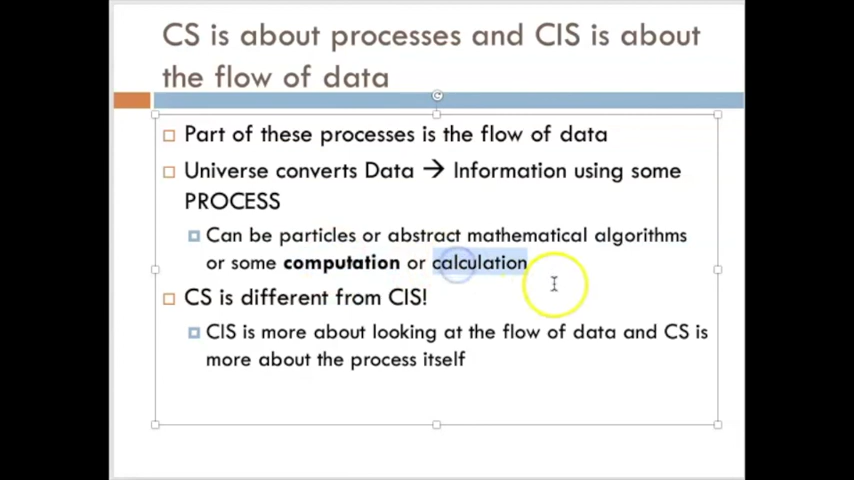 CS is about processes and CIS is about
the flow of data
Part of these processes is the flow of data
Universe converts Data → Information using some
PROCESS
Can be particles or abstract mathematical algorithms
or some computation or calculation
CS is different from CIS!
CIS is more about looking at the flow of data and CS is
more about the process itself